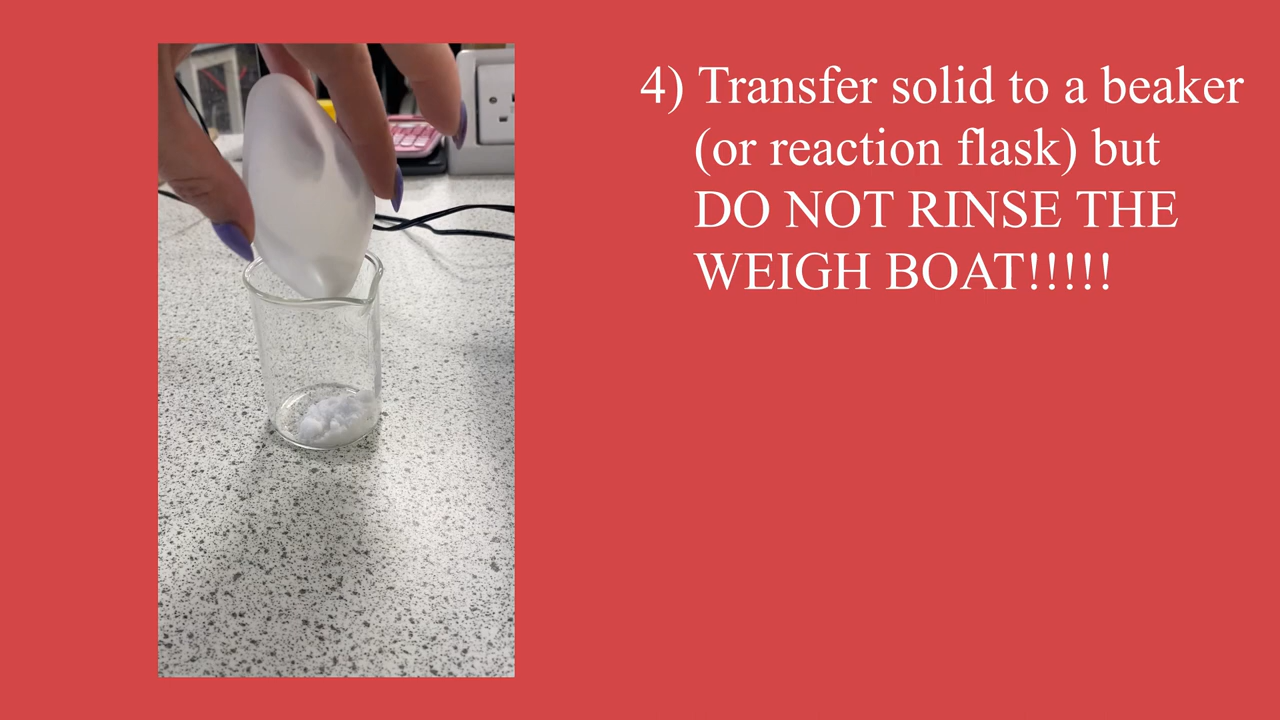 4) Transfer solid to a beaker
(or reaction flask) but
DO NOT RINSE THE
WEIGH BOAT!!!!!